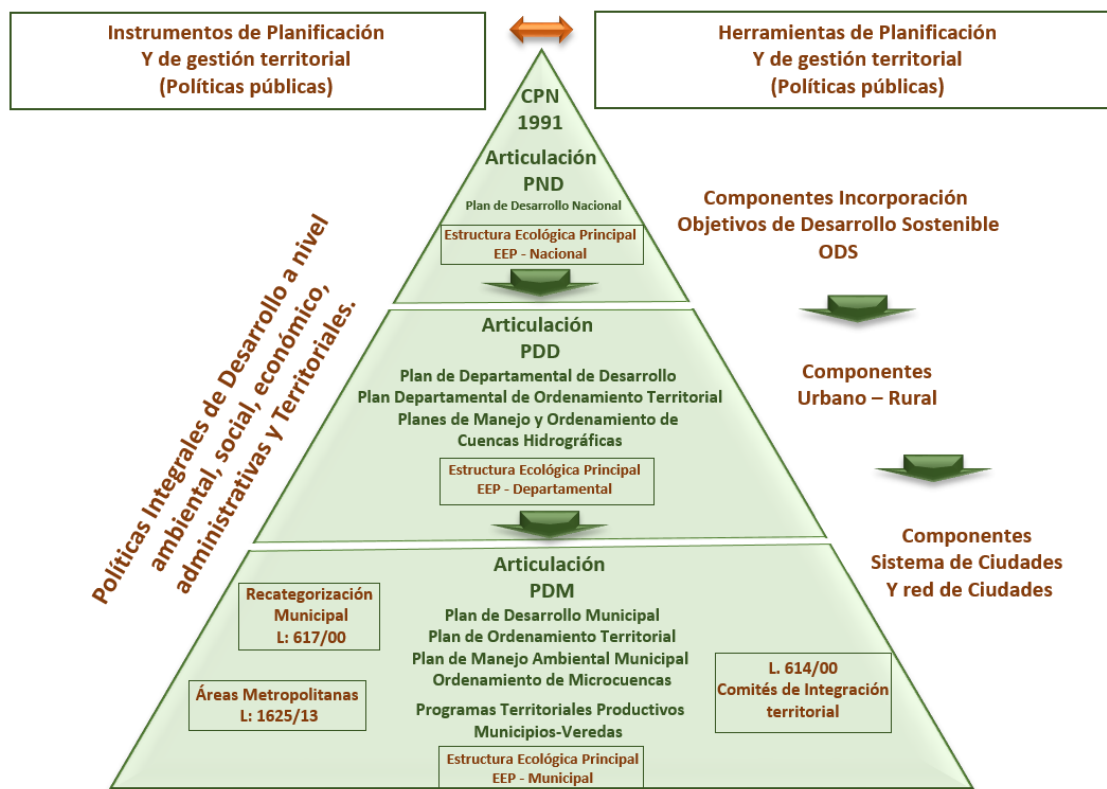 Instrumentos de Planificación
Y de gestión territorial
(Políticas públicas)
Herramientas de Planificación
Y de gestión territorial
(Políticas públicas)
CPN
1991
Articulación
PND
Plan de Desarrollo Nacional
Estructura Ecológica Principal
EEP - Nacional
Componentes Incorporación
Objetivos de Desarrollo Sostenible
ODS
Políticas Integrales de Desarrollo a nivel
ambiental, social, económico,
administrativas y Territoriales.
Articulación
PDD
Plan de Departamental de Desarrollo
Plan Departamental de Ordenamiento Territorial
Planes de Manejo y Ordenamiento de
Cuencas Hidrográficas
Estructura Ecológica Principal
EEP - Departamental
Componentes
Urbano – Rural
Componentes
Sistema de Ciudades
Y red de Ciudades
Articulación
PDM
Plan de Desarrollo Municipal
Plan de Ordenamiento Territorial
Plan de Manejo Ambiental Municipal
Ordenamiento de Microcuencas
Programas Territoriales Productivos
Municipios-Veredas
Estructura Ecológica Principal
EEP - Municipal
Recategorización
Municipal
L: 617/00
Áreas Metropolitanas
L: 1625/13
L. 614/00
Comités de Integración
territorial